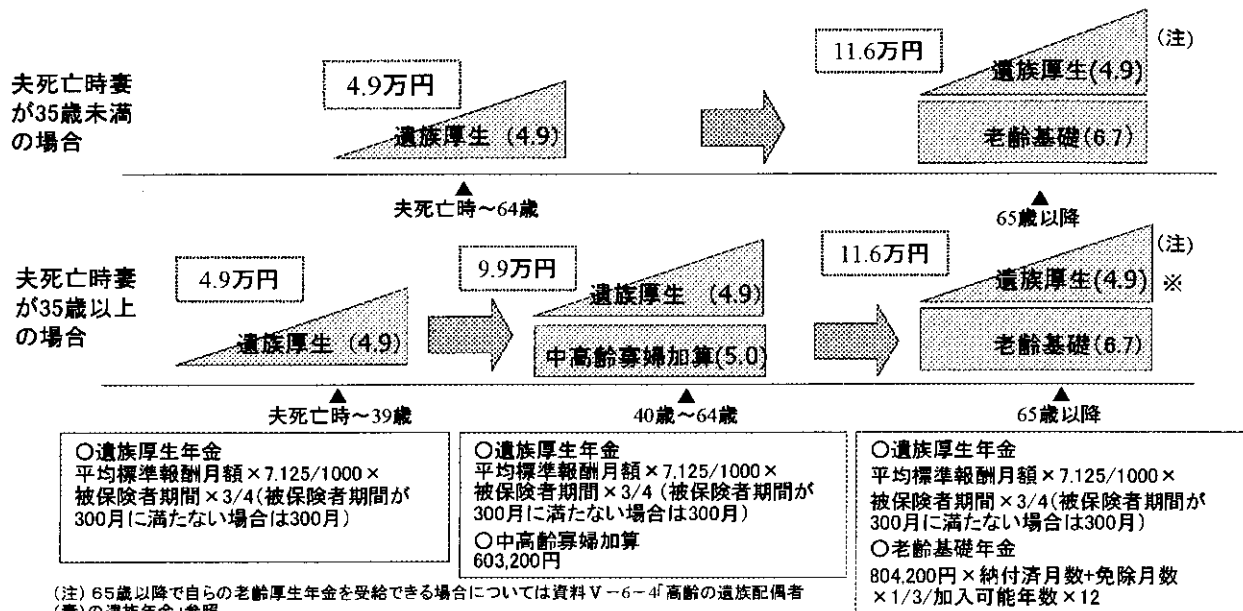 夫死亡時妻
が35歳未満
の場合
4.9万円
遺族厚生 (4.9)
11.6万円
(注)
遺族厚生(4.9)
老齢基礎(6.7)
▲
夫死亡時～64歳
▲
65歳以降
夫死亡時妻
が35歳以上
の場合
4.9万円
遺族厚生 (4.9)
9.9万円
遺族厚生 (4.9)
中高齢寡婦加算(5.0)
11.6万円
(注)
遺族厚生(4.9) ※
老齢基礎(6.7)
▲
夫死亡時～39歳
▲
40歳～64歳
▲
65歳以降
○遺族厚生年金
平均標準報酬月額×7.125/1000×
被保険者期間×3/4(被保険者期間が
300月に満たない場合は300月)
○遺族厚生年金
平均標準報酬月額×7.125/1000×
被保険者期間×3/4 (被保険者期間が
300月に満たない場合は300月)
○中高齢寡婦加算
603,200円
○遺族厚生年金
平均標準報酬月額×7.125/1000×
被保険者期間×3/4(被保険者期間が
300月に満たない場合は300月)
○老齢基礎年金
804,200円×納付済月数+免除月数
×1/3/加入可能年数×12
(注) 65歳以降で自らの老齢厚生年金を受給できる場合については資料Ⅴ－6－4「高齢の遺族配偶者
(妻)の遺族年金」参照